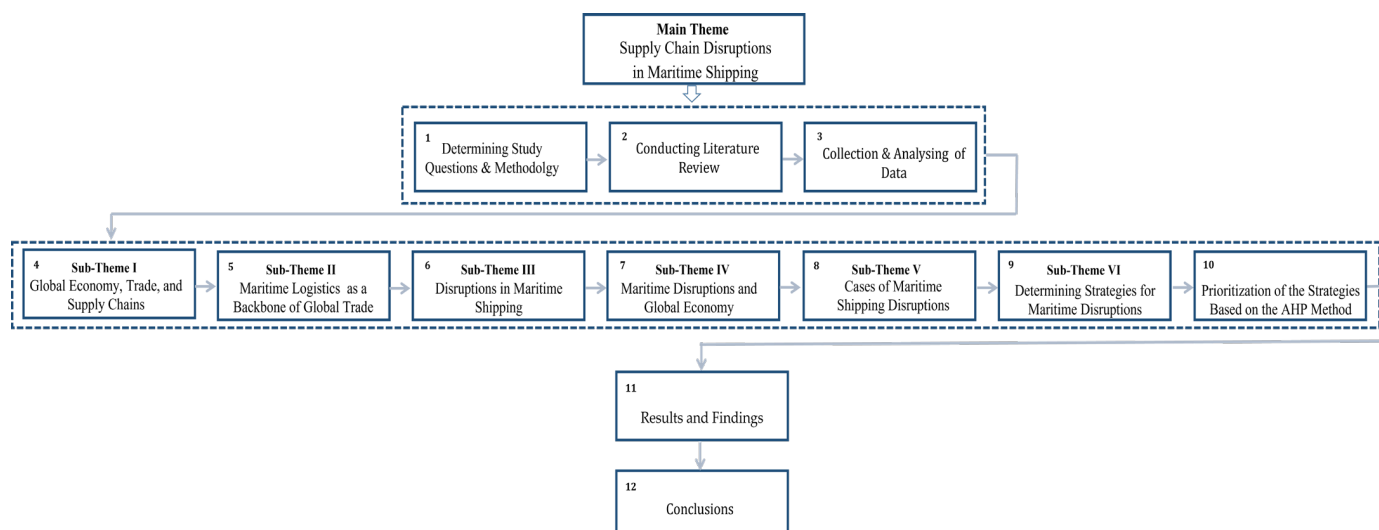 Main Theme
Supply Chain Disruptions
in Maritime Shipping
1
Determining Study
Questions & Methodolgy
2
Conducting Literature
Review
3
Collection & Analysing of
Data
4
Sub-Theme I
Global Economy, Trade, and
Supply Chains
5
Sub-Theme II
Maritime Logistics as a
Backbone of Global Trade
6
Sub-Theme III
Disruptions in Maritime
Shipping
7
Sub-Theme IV
Maritime Disruptions and
Global Economy
8
Sub-Theme V
Cases of Maritime
Shipping Disruptions
9
Sub-Theme VI
Determining Strategies for
Maritime Disruptions
10
Prioritization of the Strategies
Based on the AHP Method
11
Results and Findings
12
Conclusions